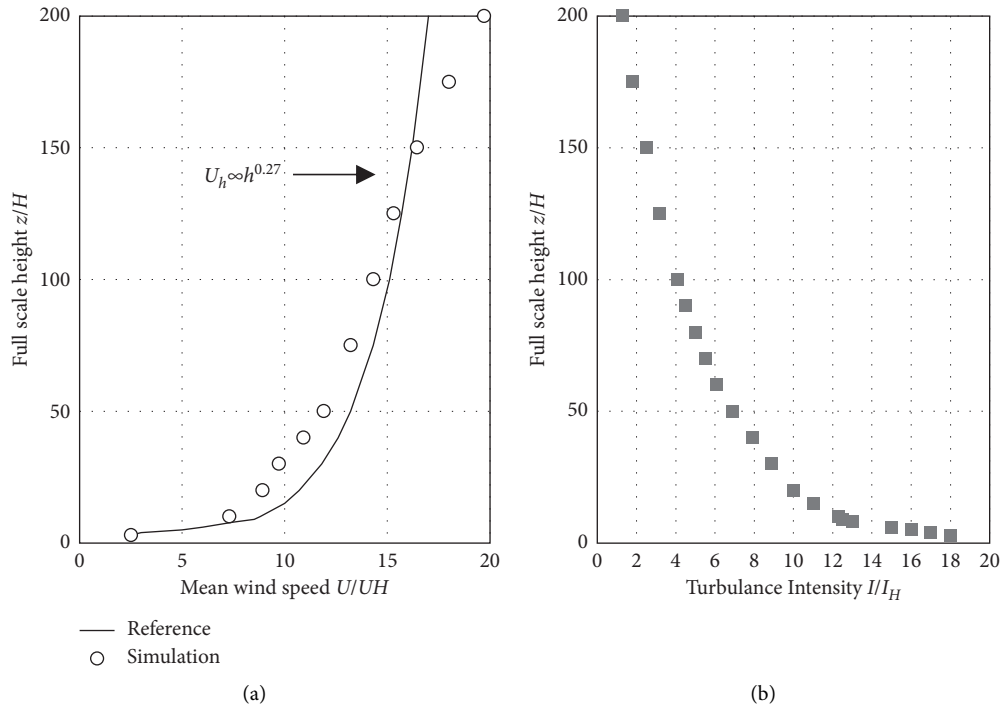 200
150
100
50
0
Full scale height z/H
U_h∞h^0.27
0 5 10 15 20
Mean wind speed U/UH
Reference
Simulation
(a)
200
150
100
50
0
Full scale height z/H
0 2 4 6 8 10 12 14 16 18 20
Turbulance Intensity I/I_H
(b)